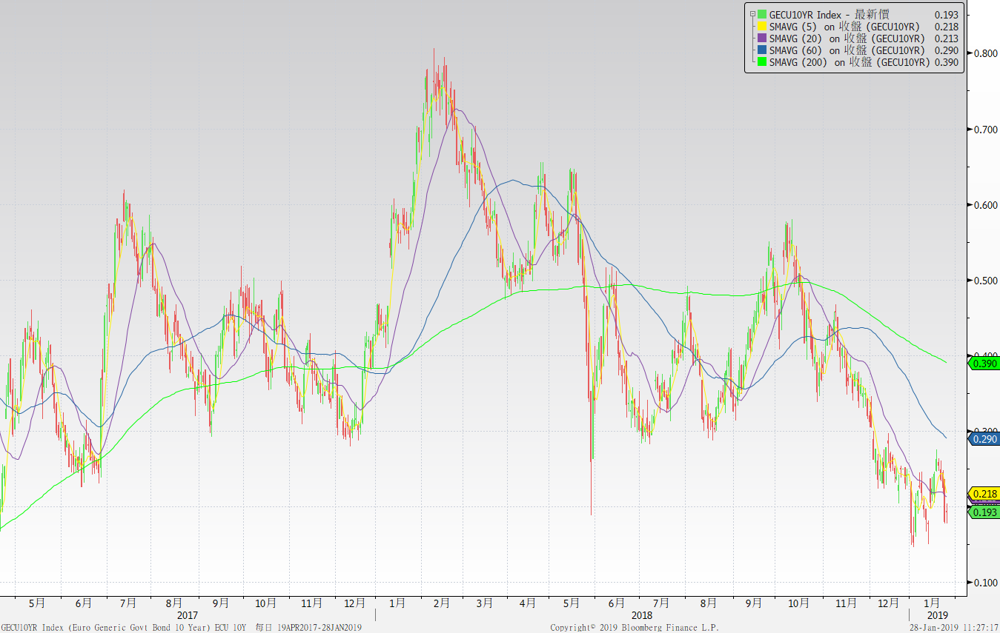 GECU10YR Index - 最新價 0.193
SMAVG (5) on 收盤 (GECU10YR) 0.218
SMAVG (20) on 收盤 (GECU10YR) 0.213
SMAVG (60) on 收盤 (GECU10YR) 0.290
SMAVG (200) on 收盤 (GECU10YR) 0.390
0.800
0.700
0.600
0.500
0.390
0.290
0.218
0.193
0.100
5月 6月 7月 8月 9月 10月 11月 12月 1月 2月 3月 4月 5月 6月 7月 8月 9月 10月 11月 12月 1月
2017 2018 2019
GECU10YR Index (Euro Generic Govt Bond 10 Year) ECU 10Y 每日 19APR2017-28JAN2019 Copyright© 2019 Bloomberg Finance L.P. 28-Jan-2019 11:27:17